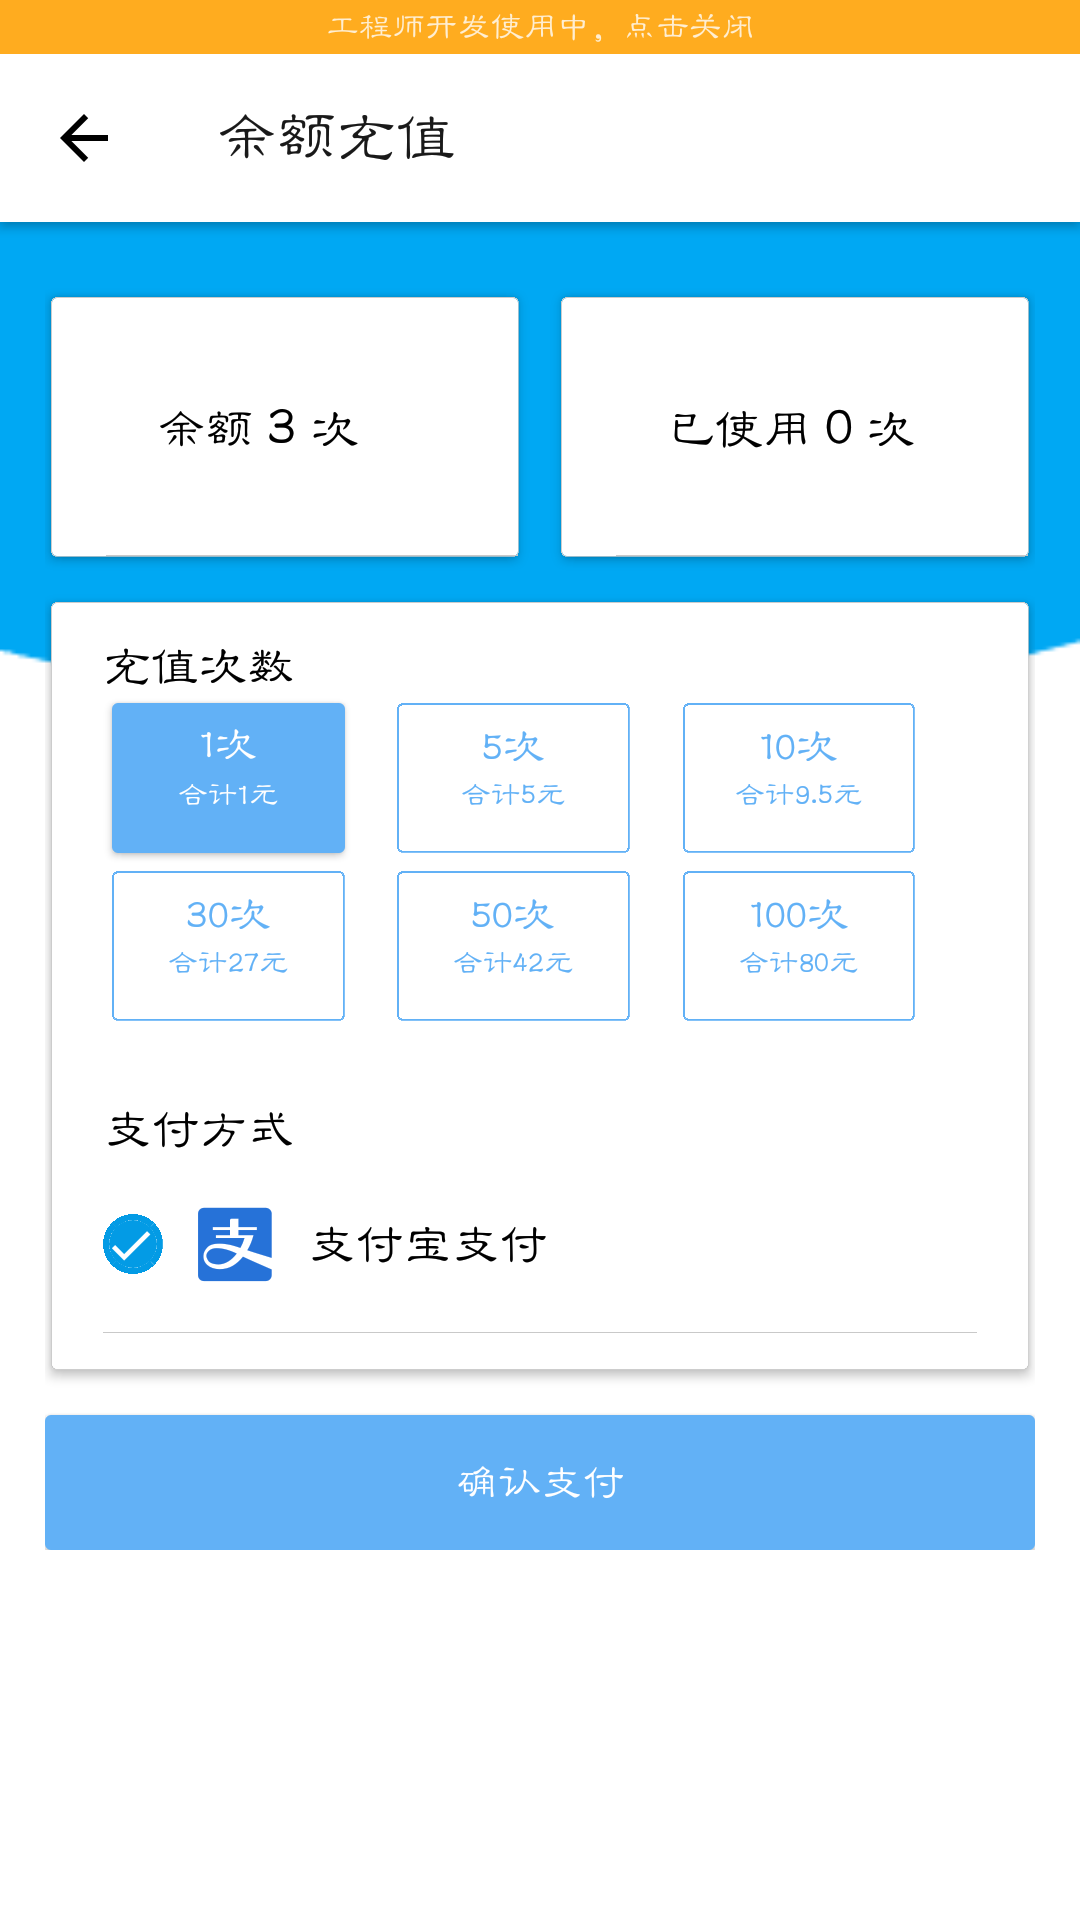 工程师开发使用中，点击关闭
余额充值
余额 3 次
已使用 0 次
充值次数
1次
合计1元
5次
合计5元
10次
合计9.5元
30次
合计27元
50次
合计42元
100次
合计80元
支付方式
支 支付宝支付
确认支付